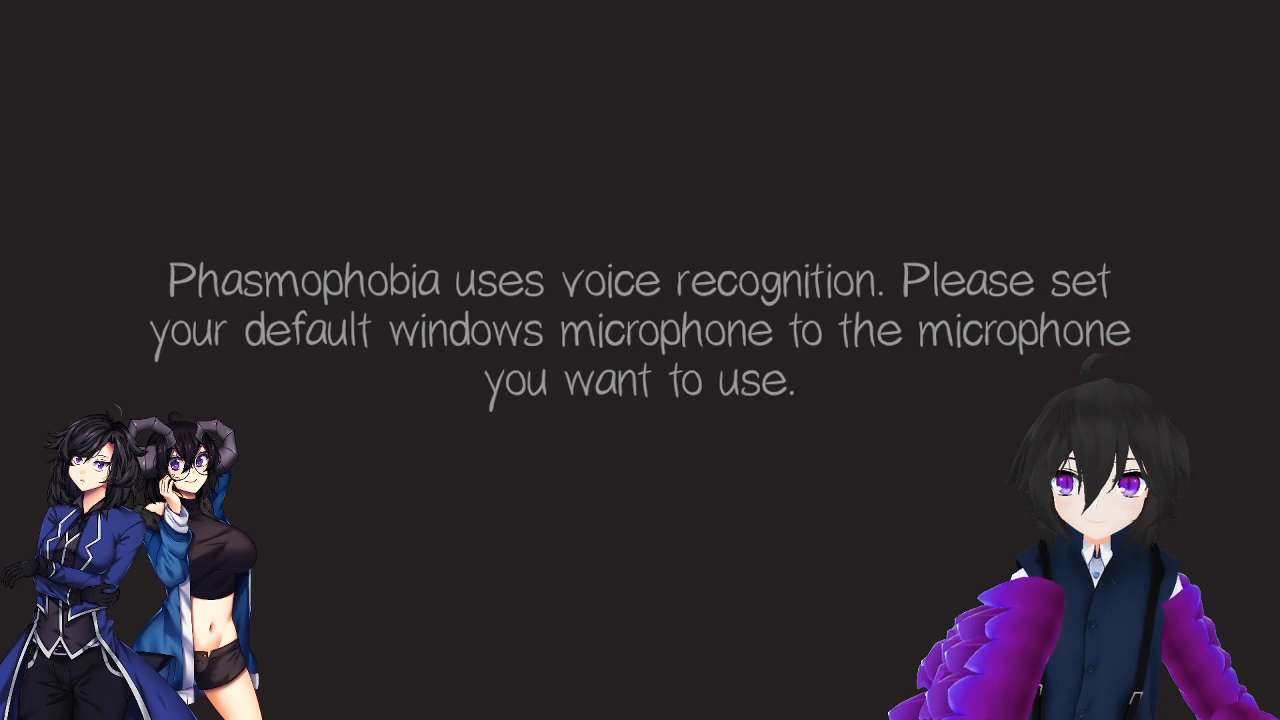 Phasmophobia uses voice recognition. Please set
your default windows microphone to the microphone
you want to use.